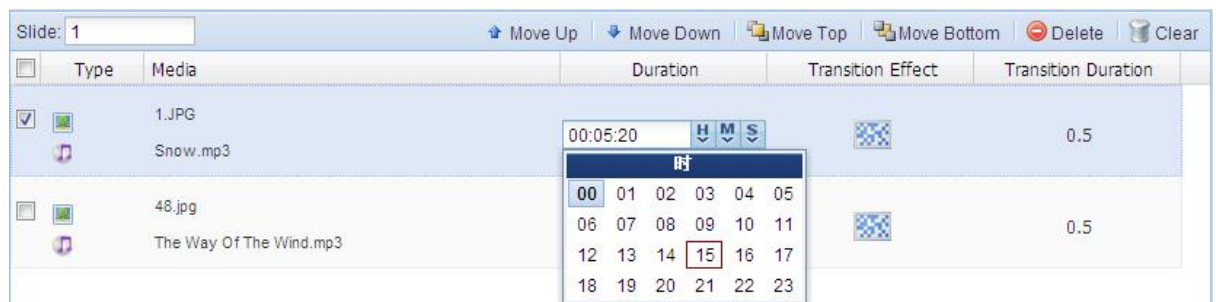 Slide: 1 Move Up Move Down Move Top Move Bottom Delete Clear
Type Media Duration Transition Effect Transition Duration
1.JPG
Snow.mp3
00:05:20 H M S
0.5
时
00 01 02 03 04 05
06 07 08 09 10 11
12 13 14 15 16 17
18 19 20 21 22 23
48.jpg
The Way Of The Wind.mp3
0.5